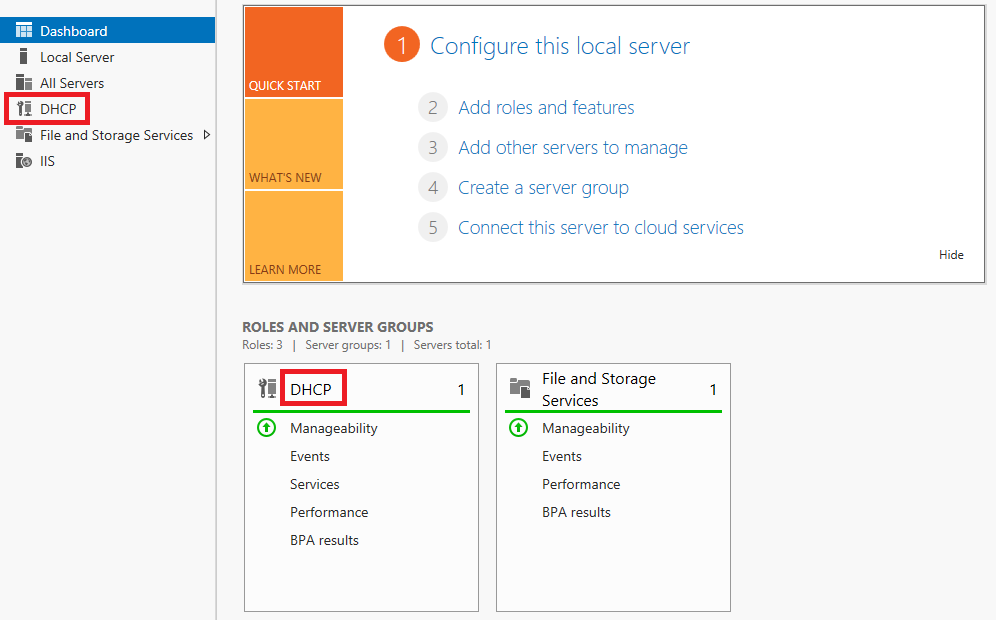 Dashboard
Local Server
All Servers
DHCP
File and Storage Services
IIS
QUICK START
WHAT'S NEW
LEARN MORE
1 Configure this local server
2 Add roles and features
3 Add other servers to manage
4 Create a server group
5 Connect this server to cloud services
Hide
ROLES AND SERVER GROUPS
Roles: 3 | Server groups: 1 | Servers total: 1
DHCP 1
Manageability
Events
Services
Performance
BPA results
File and Storage
Services 1
Manageability
Events
Performance
BPA results